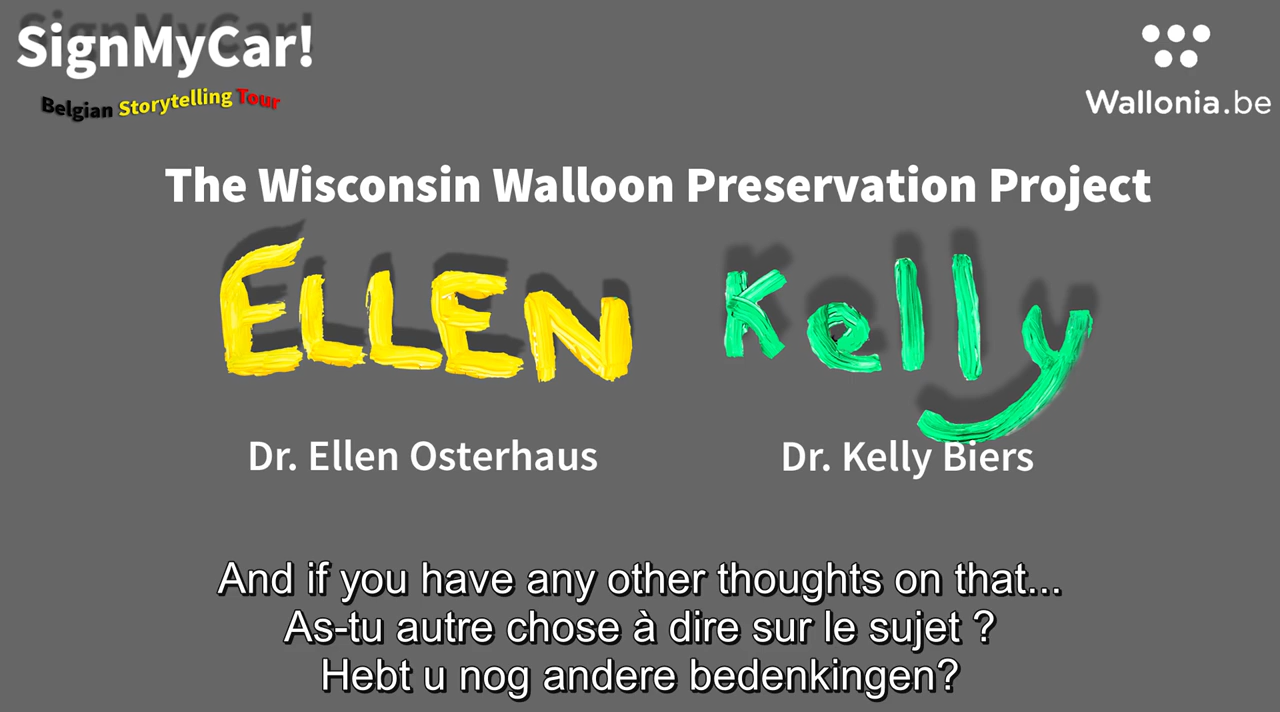 SignMyCar!
Belgian Storytelling Tour
Wallonia.be
The Wisconsin Walloon Preservation Project
ELLEN Kelly
Dr. Ellen Osterhaus Dr. Kelly Biers
And if you have any other thoughts on that...
As-tu autre chose à dire sur le sujet ?
Hebt u nog andere bedenkingen?